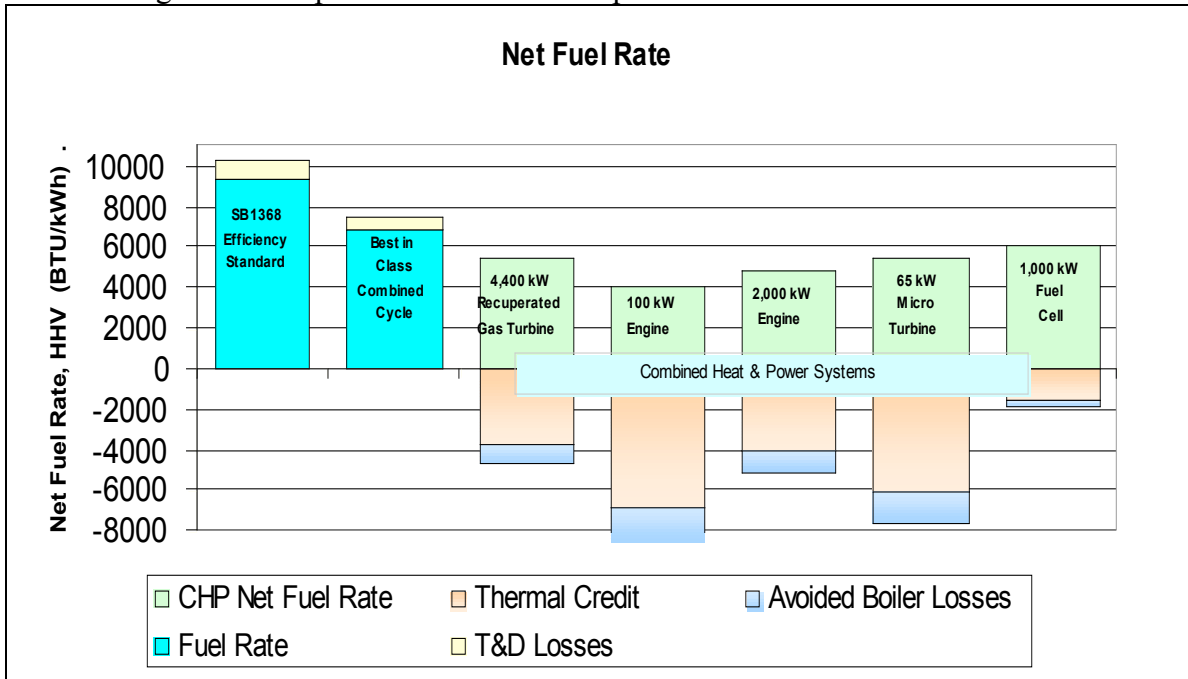 Net Fuel Rate
Net Fuel Rate, HHV (BTU/kWh) .
10000
8000
6000
4000
2000
0
-2000
-4000
-6000
-8000
SB1368
Efficiency
Standard
Best in
Class
Combined
Cycle
4,400 kW
Recuperated
Gas Turbine
100 kW
Engine
2,000 kW
Engine
65 kW
Micro
Turbine
1,000 kW
Fuel
Cell
Combined Heat & Power Systems
CHP Net Fuel Rate
Thermal Credit
Avoided Boiler Losses
Fuel Rate
T&D Losses